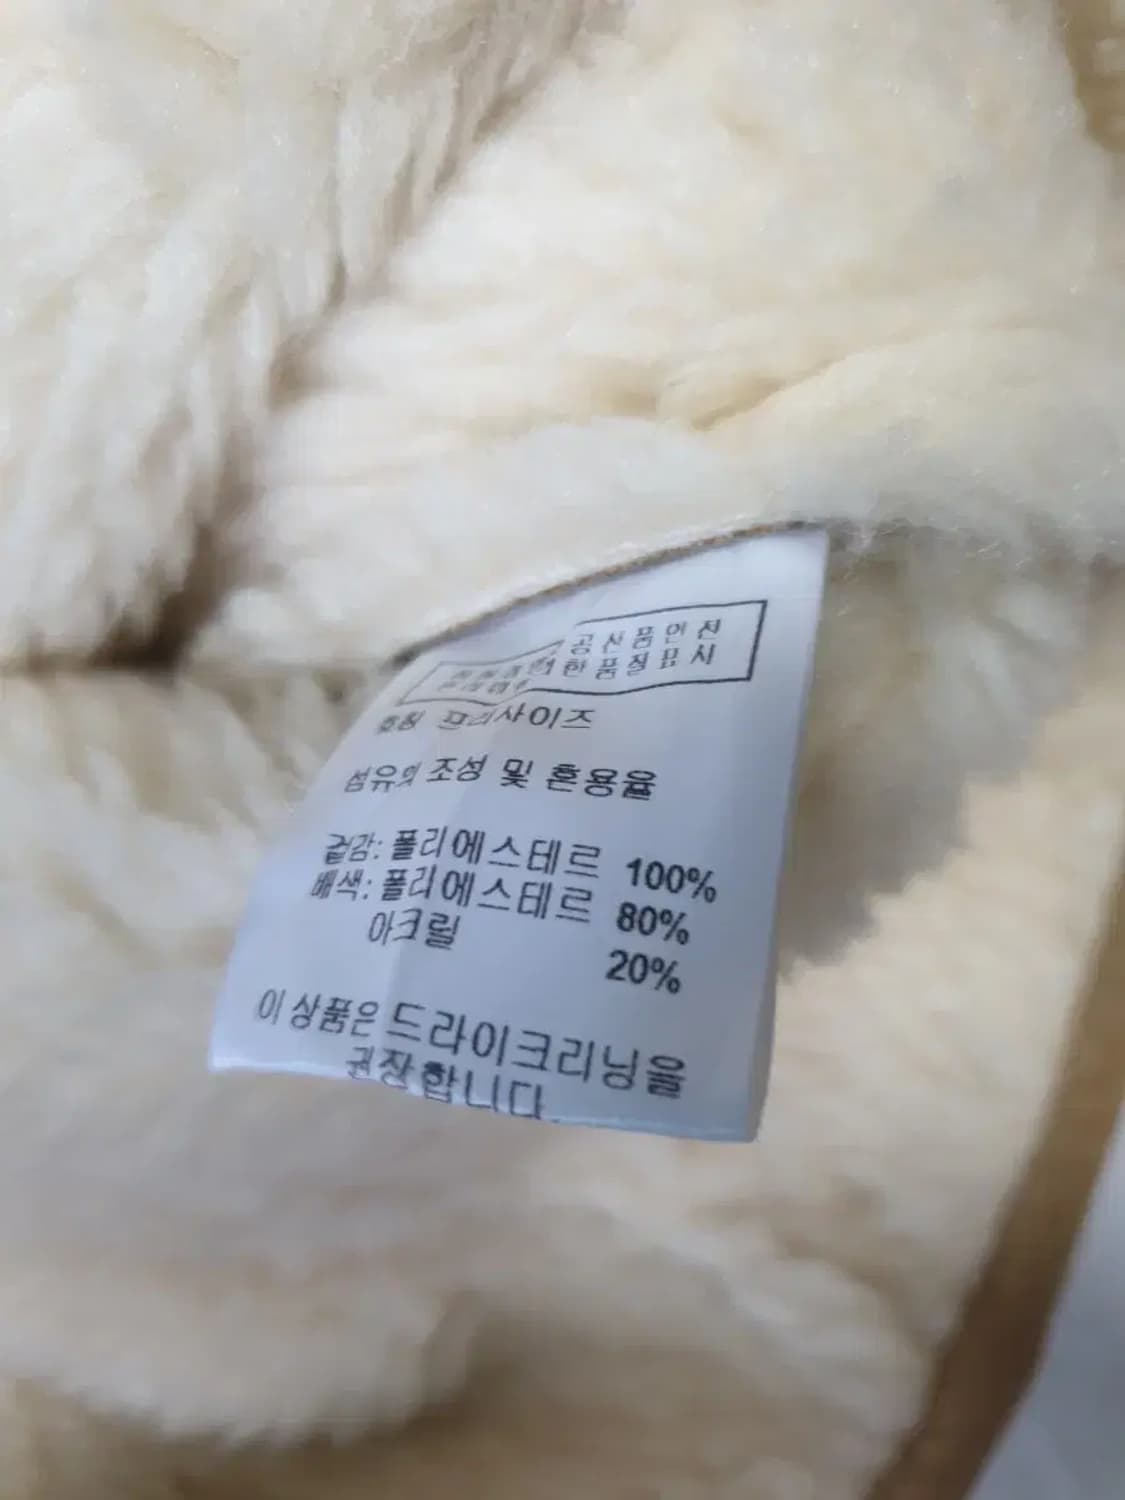 공산품안전
한품질표시
호칭 프리사이즈
섬유의 조성 및 혼용율
겉감: 폴리에스테르 100%
배색: 폴리에스테르 80%
아크릴 20%
이 상품은 드라이크리닝을
권장합니다.